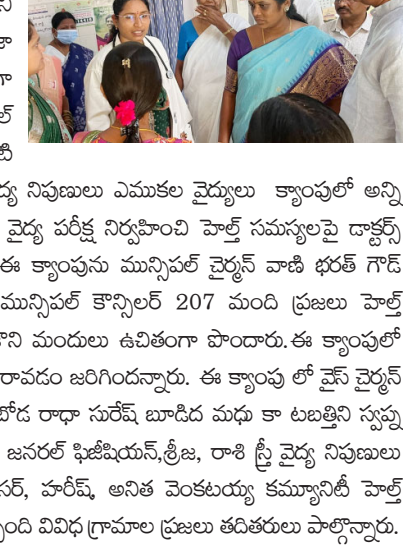 ని
జా
గా
ల్
టి
ద్య నిపుణులు ఎముకల వైద్యులు క్యాంపులో అన్ని
వైద్య పరీక్ష నిర్వహించి హెల్త్ సమస్యలపై డాక్టర్స్
ఈ క్యాంపును మున్సిపల్ చైర్మన్ వాణి భరత్ గౌడ్
మున్సిపల్ కౌన్సిలర్ 207 మంది ప్రజలు హెల్త్
మందులు ఉచితంగా పొందారు.ఈ క్యాంపులో
రావడం జరిగిందన్నారు. ఈ క్యాంపు లో వైస్ చైర్మన్
బోడ రాధా సురేష్ బూడిద మధు కా టబత్తిని స్వప్న
జనరల్ ఫిజీషియన్,శ్రీజ, రాశి స్త్రీ వైద్య నిపుణులు
సర్, హరీష్, అనిత వెంకటయ్య కమ్యూనిటీ హెల్త్
బ్బంది వివిధ గ్రామాల ప్రజలు తదితరులు పాల్గొన్నారు.